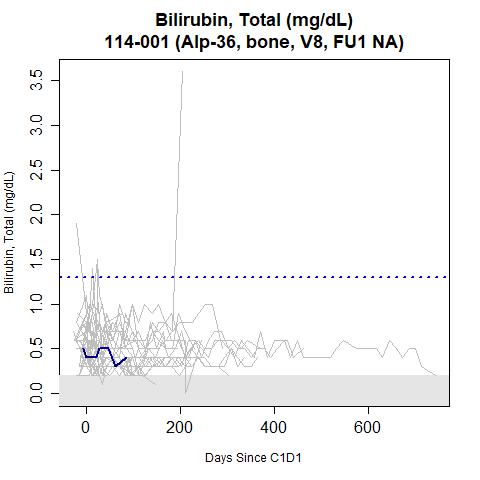 Bilirubin, Total (mg/dL)
114-001 (Alp-36, bone, V8, FU1 NA)
Bilirubin, Total (mg/dL)
3.5
3.0
2.5
2.0
1.5
1.0
0.5
0.0
0 200 400 600
Days Since C1D1